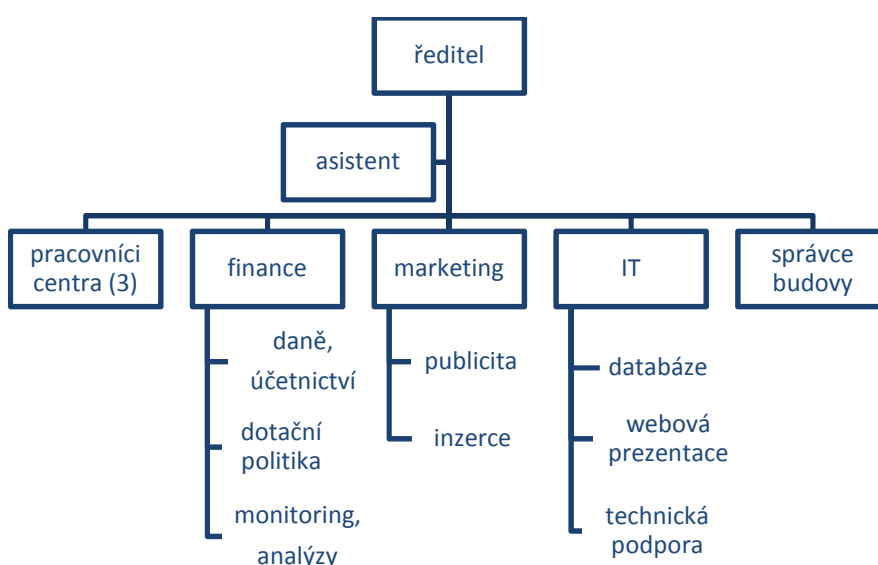 ředitel
asistent
pracovníci
centra (3)
finance
marketing
IT
správce
budovy
daně,
účetnictví
dotační
politika
monitoring,
analýzy
publicita
inzerce
databáze
webová
prezentace
technická
podpora